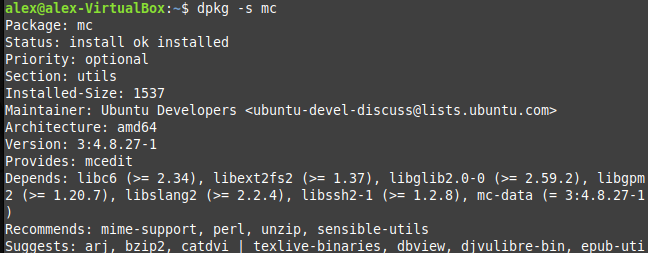 alex@alex-VirtualBox:~$ dpkg -s mc
Package: mc
Status: install ok installed
Priority: optional
Section: utils
Installed-Size: 1537
Maintainer: Ubuntu Developers <ubuntu-devel-discuss@lists.ubuntu.com>
Architecture: amd64
Version: 3:4.8.27-1
Provides: mcedit
Depends: libc6 (>= 2.34), libext2fs2 (>= 1.37), libglib2.0-0 (>= 2.59.2), libgpm
2 (>= 1.20.7), libslang2 (>= 2.2.4), libssh2-1 (>= 1.2.8), mc-data (= 3:4.8.27-1
)
Recommends: mime-support, perl, unzip, sensible-utils
Suggests: arj, bzip2, catdvi | texlive-binaries, dbview, djvulibre-bin, epub-uti